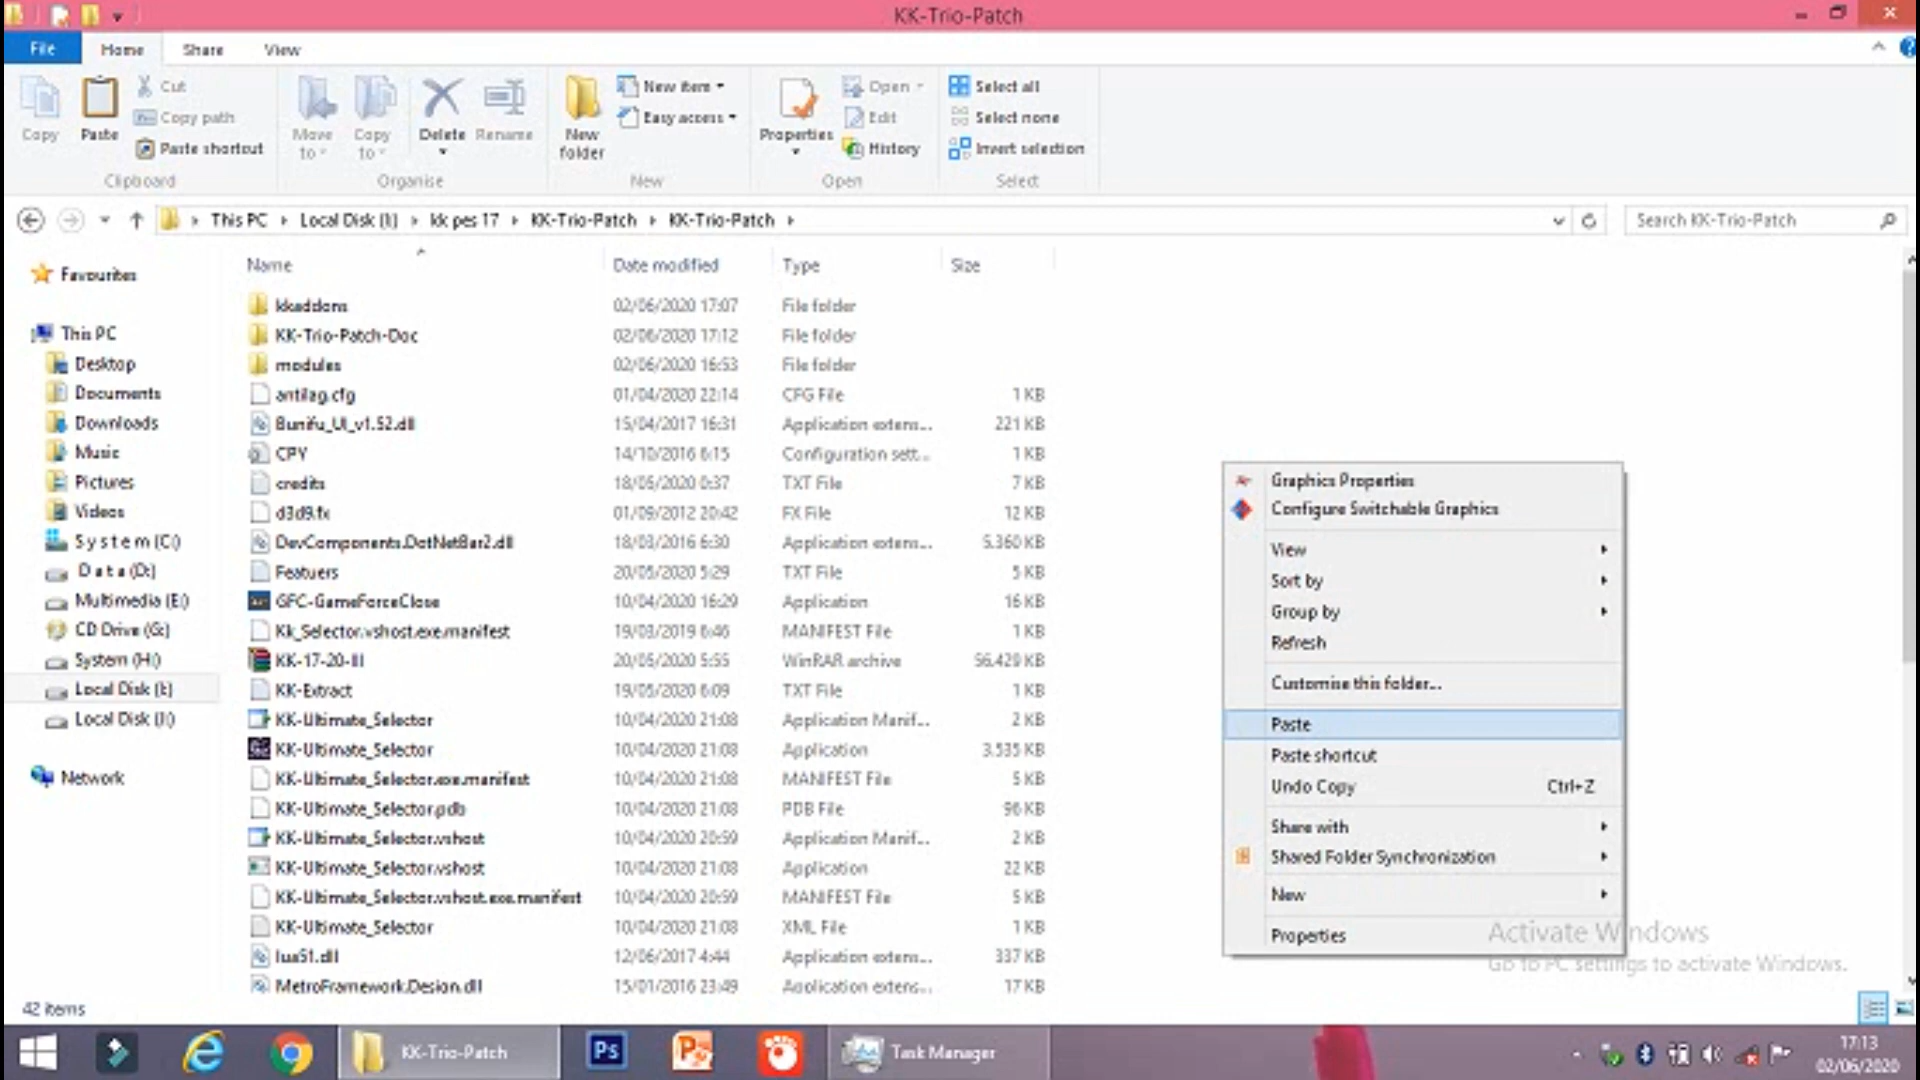 KK-Trio-Patch
File Home Share View
Copy
Paste
Cut
Copy path
Paste shortcut
Clipboard
Move to
Copy to
Delete
Rename
Organise
New folder
New item
Easy access
New
Properties
Open
Edit
History
Open
Select all
Select none
Invert selection
Select
This PC Local Disk (I:) kk pes 17 KK-Trio-Patch KK-Trio-Patch
Search KK-Trio-Patch
Favourites
This PC
Desktop
Documents
Downloads
Music
Pictures
Videos
S y s t e m (C:)
D a t a (D:)
Multimedia (E:)
CD Drive (G:)
System (H:)
Local Disk (I:)
Local Disk (J:)
Network
Name Date modified Type Size
kkaddons 02/06/2020 17:07 File folder
KK-Trio-Patch-Doc 02/06/2020 17:12 File folder
modules 02/06/2020 16:53 File folder
antilag.cfg 01/04/2020 22:14 CFG File 1 KB
Bunifu_UI_v1.52.dll 15/04/2017 16:31 Application extens... 221 KB
CPY 14/10/2016 6:15 Configuration sett... 1 KB
credits 18/05/2020 0:37 TXT File 7 KB
d3d9.fx 01/09/2012 20:42 FX File 12 KB
DevComponents.DotNetBar2.dll 18/03/2016 6:30 Application extens... 5.360 KB
Featuers 20/05/2020 5:29 TXT File 5 KB
GFC-GameForceClose 10/04/2020 16:29 Application 16 KB
Kk_Selector.vshost.exe.manifest 19/03/2019 6:46 MANIFEST File 1 KB
KK-17-20-III 20/05/2020 5:55 WinRAR archive 56.429 KB
KK-Extract 19/05/2020 6:09 TXT File 1 KB
KK-Ultimate_Selector 10/04/2020 21:08 Application Manif... 2 KB
KK-Ultimate_Selector 10/04/2020 21:08 Application 3.535 KB
KK-Ultimate_Selector.exe.manifest 10/04/2020 21:08 MANIFEST File 5 KB
KK-Ultimate_Selector.pdb 10/04/2020 21:08 PDB File 96 KB
KK-Ultimate_Selector.vshost 10/04/2020 20:59 Application Manif... 2 KB
KK-Ultimate_Selector.vshost 10/04/2020 21:08 Application 22 KB
KK-Ultimate_Selector.vshost.exe.manifest 10/04/2020 20:59 MANIFEST File 5 KB
KK-Ultimate_Selector 10/04/2020 21:08 XML File 1 KB
lua51.dll 12/06/2017 4:44 Application extens... 337 KB
MetroFramework.Design.dll 15/01/2016 23:49 Application extens... 17 KB
Graphics Properties
Configure Switchable Graphics
View
Sort by
Group by
Refresh
Customise this folder...
Paste
Paste shortcut
Undo Copy Ctrl+Z
Share with
Shared Folder Synchronization
New
Properties
Activate Windows
Go to PC settings to activate Windows.
42 items
Ps
KK-Trio-Patch
Task Manager
17:13
02/06/2020